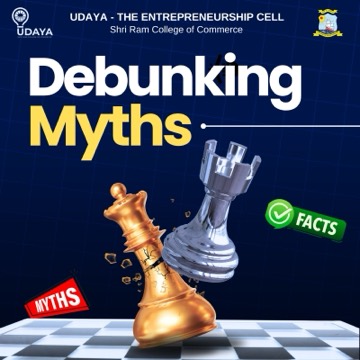 UDAYA
UDAYA - THE ENTREPRENEURSHIP CELL
Shri Ram College of Commerce
Debunking
Myths
FACTS
MYTHS